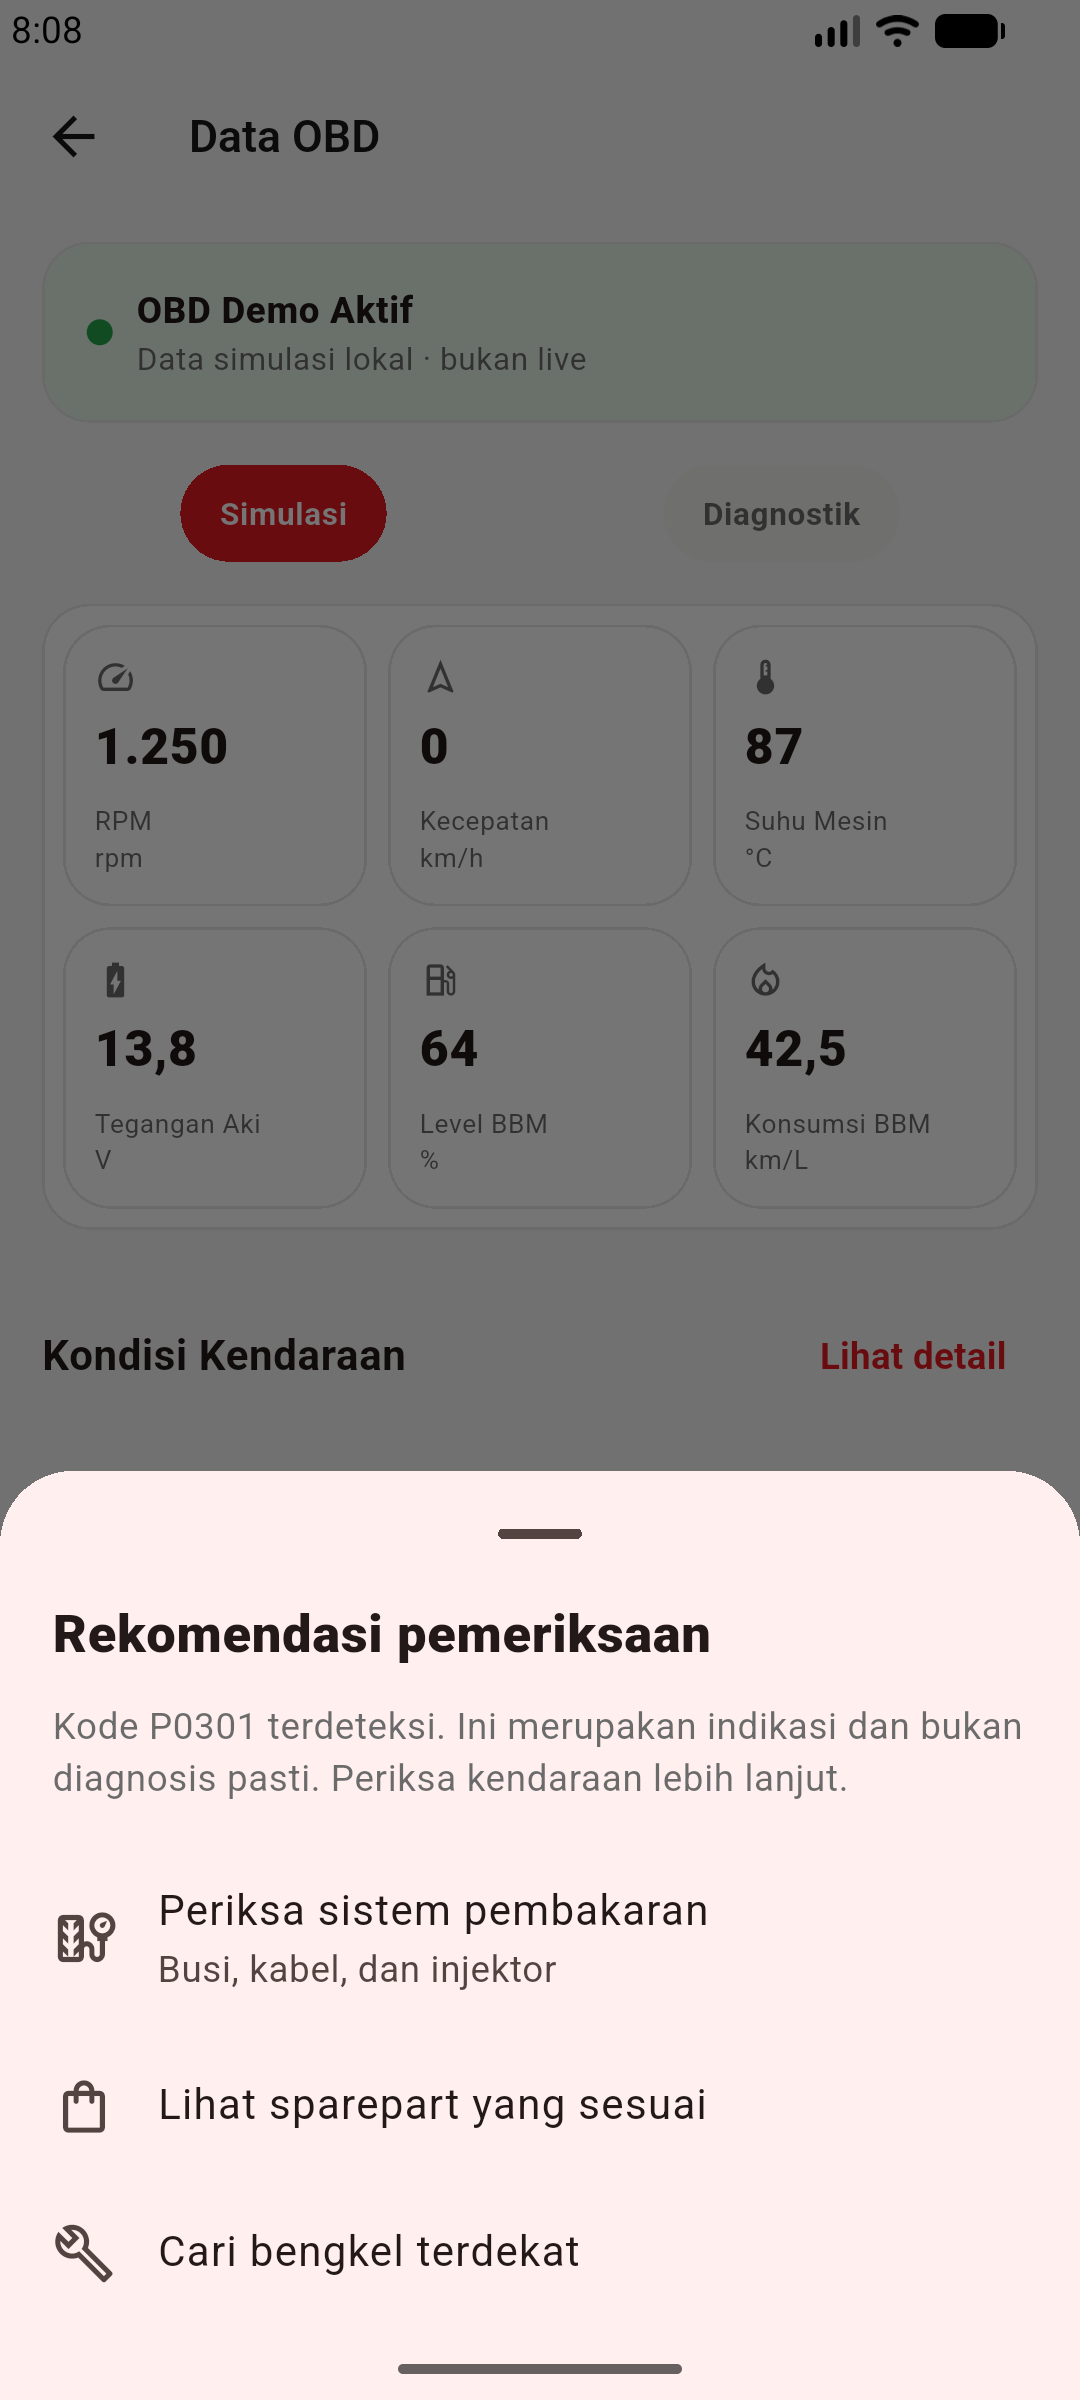 8:08
Data OBD
OBD Demo Aktif
Data simulasi lokal · bukan live
Simulasi
Diagnostik
1.250
RPM
rpm
0
Kecepatan
km/h
87
Suhu Mesin
°C
13,8
Tegangan Aki
V
64
Level BBM
%
42,5
Konsumsi BBM
km/L
Kondisi Kendaraan
Lihat detail
Rekomendasi pemeriksaan
Kode P0301 terdeteksi. Ini merupakan indikasi dan bukan
diagnosis pasti. Periksa kendaraan lebih lanjut.
Periksa sistem pembakaran
Busi, kabel, dan injektor
Lihat sparepart yang sesuai
Cari bengkel terdekat